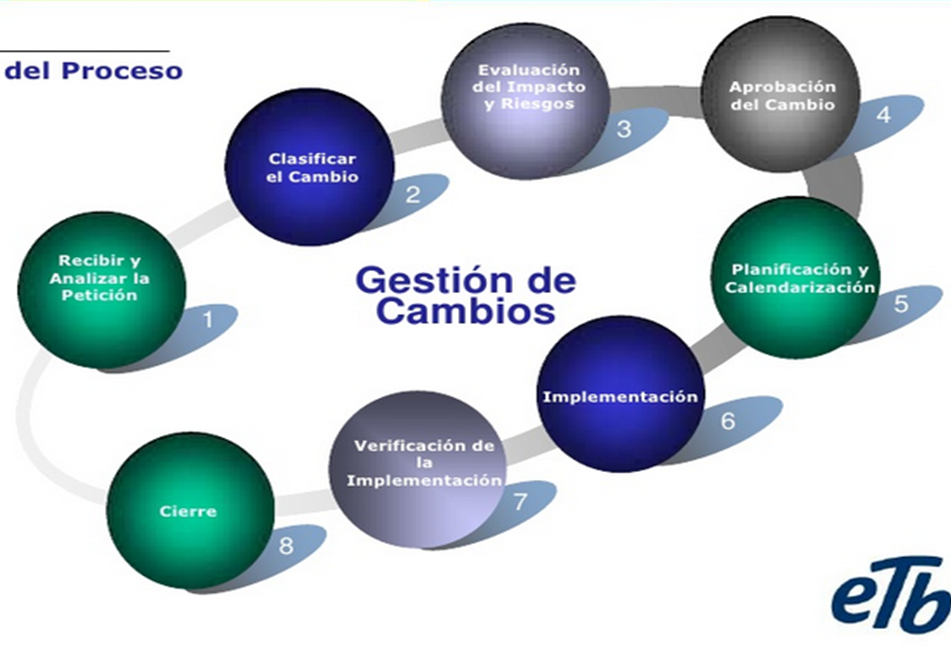 del Proceso
Recibir y
Analizar la
Petición
1
Clasificar
el Cambio
2
Evaluación
del Impacto
y Riesgos
3
Aprobación
del Cambio
4
Gestión de
Cambios
Planificación y
Calendarización
5
Implementación
6
Verificación de
la
Implementación
7
Cierre
8
eTb